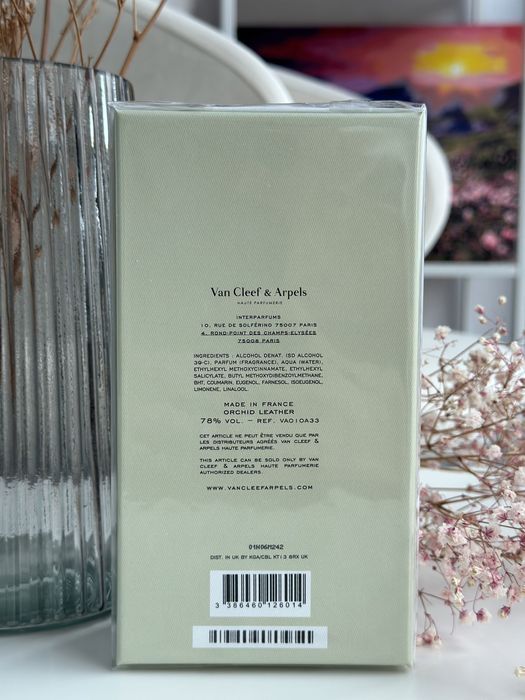 Van Cleef & Arpels
HAUTE PARFUMERIE
INTERPARFUMS
10, RUE DE SOLFÉRINO 75007 PARIS
4, ROND-POINT DES CHAMPS-ELYSÉES
75008 PARIS
INGREDIENTS : ALCOHOL DENAT. (SD ALCOHOL
39-C), PARFUM (FRAGRANCE), AQUA (WATER),
ETHYLHEXYL METHOXYCINNAMATE, ETHYLHEXYL
SALICYLATE, BUTYL METHOXYDIBENZOYLMETHANE,
BHT, COUMARIN, EUGENOL, FARNESOL, ISOEUGENOL,
LIMONENE, LINALOOL.
MADE IN FRANCE
ORCHID LEATHER
78% VOL. – REF. VA010A33
CET ARTICLE NE PEUT ÊTRE VENDU QUE PAR
LES DISTRIBUTEURS AGRÉÉS VAN CLEEF &
ARPELS HAUTE PARFUMERIE.
THIS ARTICLE CAN BE SOLD ONLY BY VAN
CLEEF & ARPELS HAUTE PARFUMERIE
AUTHORIZED DEALERS.
WWW.VANCLEEFARPELS.COM
01N06M242
DIST. IN UK BY KGA/CBL KT13 8RX UK
3 386460 126014